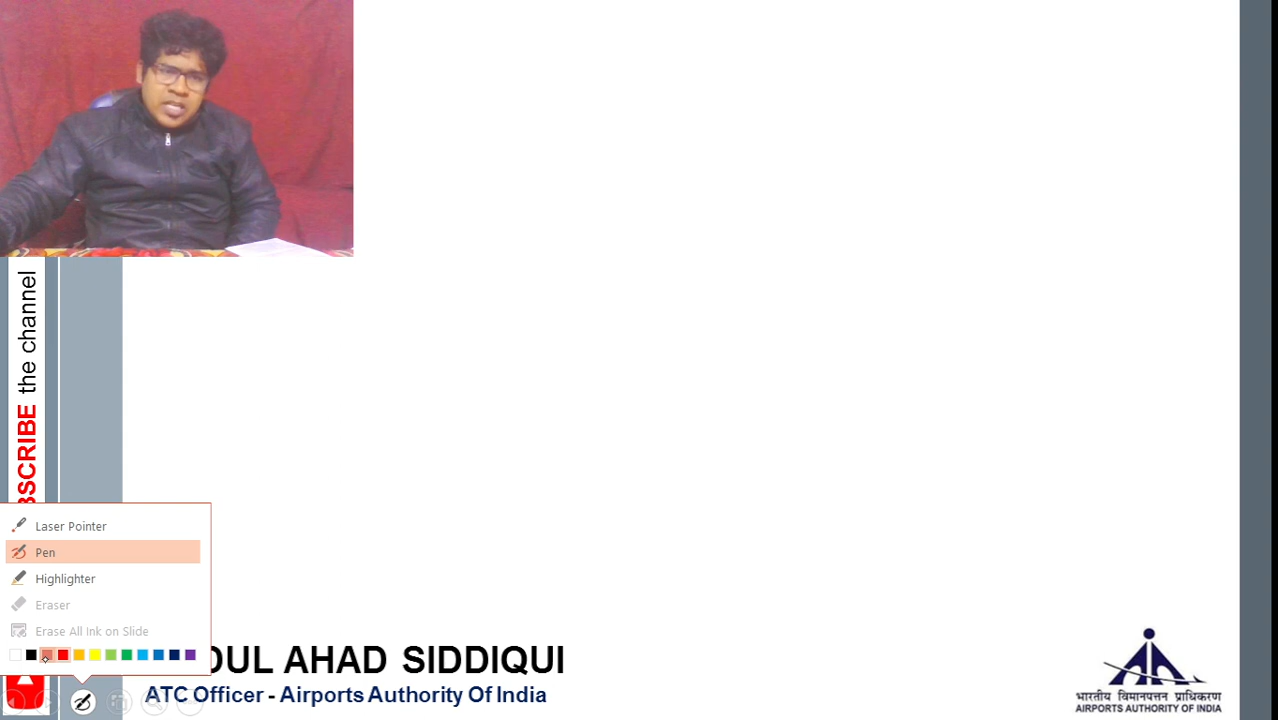 SCRIBE the channel
Laser Pointer
Pen
Highlighter
Eraser
Erase All Ink on Slide
AHAD SIDDIQUI
ATC Officer - Airports Authority Of India
भारतीय विमानपत्तन प्राधिकरण
AIRPORTS AUTHORITY OF INDIA